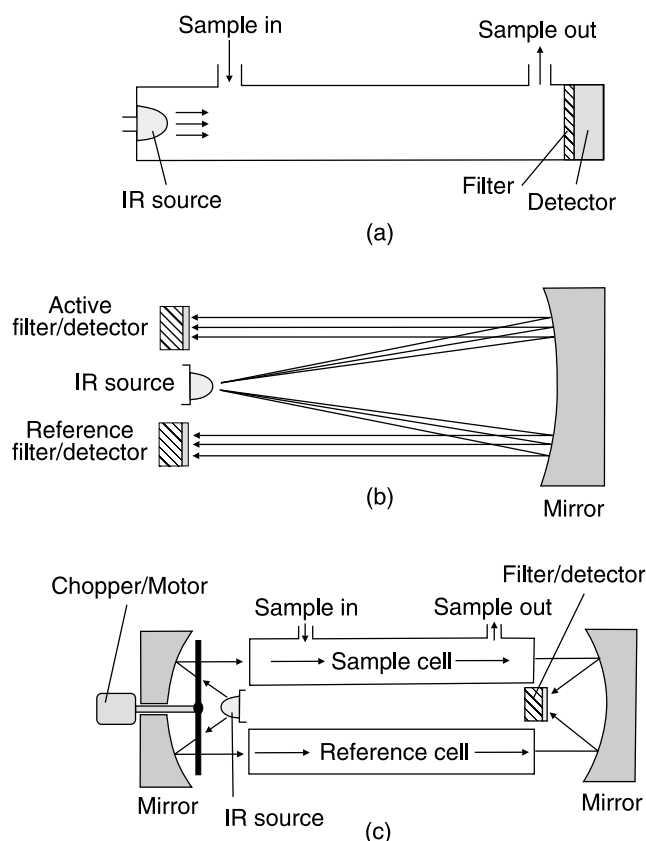 Sample in
Sample out
IR source
Filter
Detector
(a)
Active
filter/detector
IR source
Reference
filter/detector
Mirror
(b)
Chopper/Motor
Filter/detector
Sample in
Sample out
Sample cell
Reference cell
Mirror
IR source
Mirror
(c)